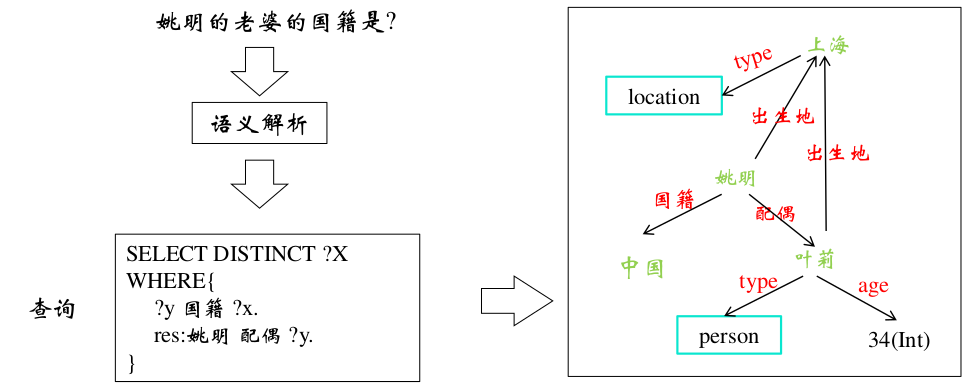 姚明的老婆的国籍是?
语义解析
查询
SELECT DISTINCT ?X
WHERE{
?y 国籍 ?x.
res:姚明 配偶 ?y.
}
上海
type
location
出生地
出生地
姚明
国籍
配偶
中国
叶莉
type
age
person
34(Int)